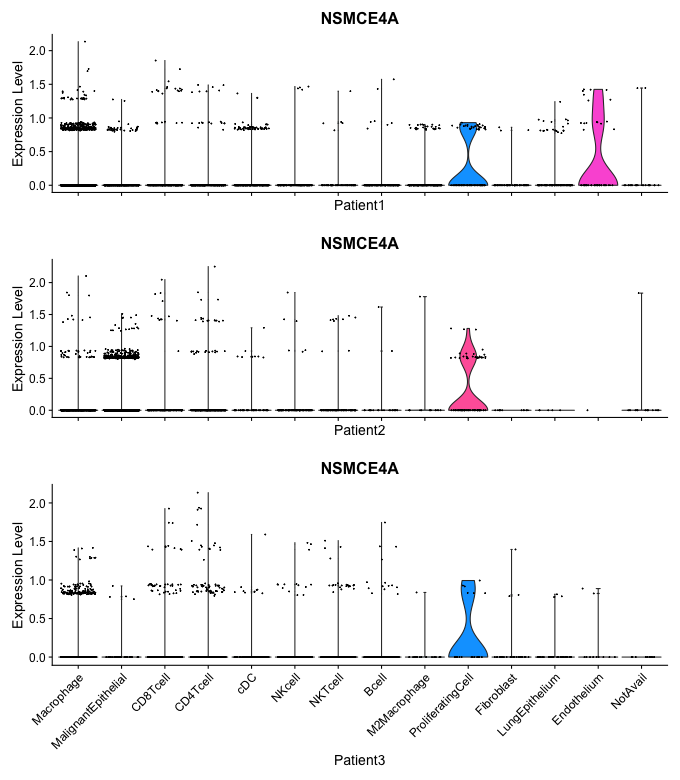 NSMCE4A
Expression Level
2.0
1.5
1.0
0.5
0.0
Patient1
NSMCE4A
Expression Level
2.0
1.5
1.0
0.5
0.0
Patient2
NSMCE4A
Expression Level
2.0
1.5
1.0
0.5
0.0
Macrophage
MalignantEpithelial
CD8Tcell
CD4Tcell
cDC
NKcell
NKTcell
Bcell
M2Macrophage
ProliferatingCell
Fibroblast
LungEpithelium
Endothelium
NotAvail
Patient3